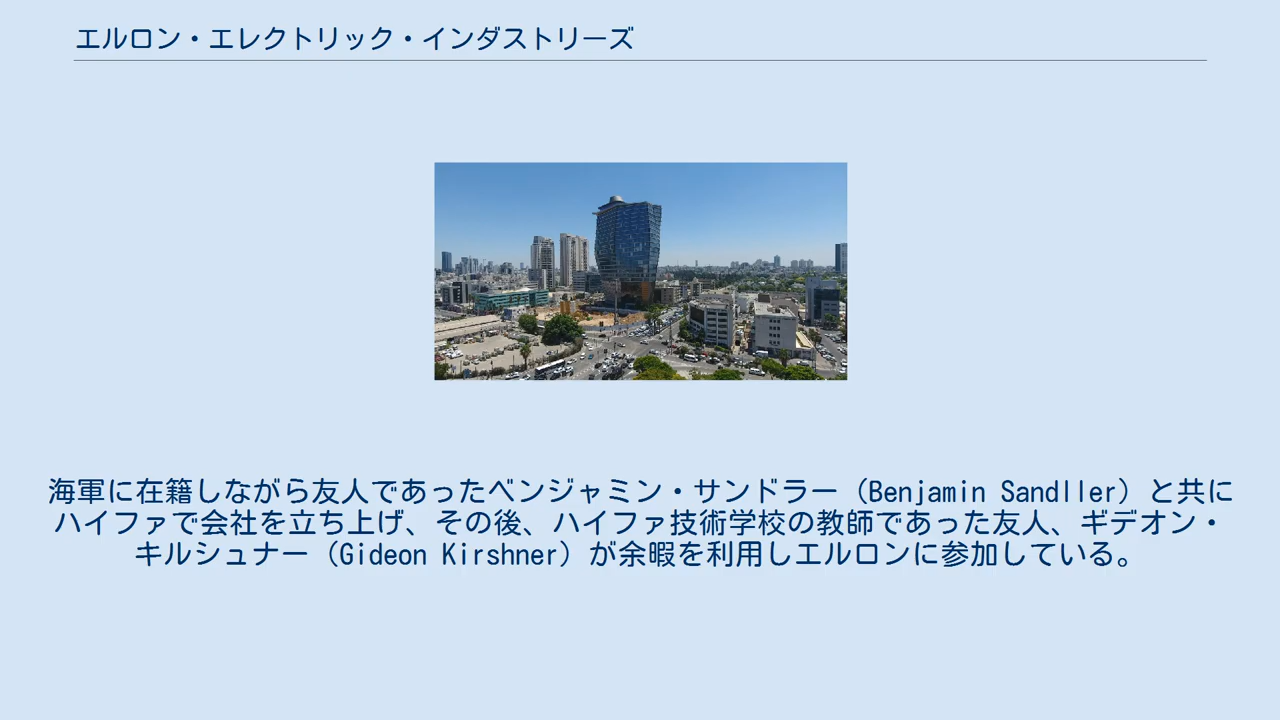 エルロン・エレクトリック・インダストリーズ
海軍に在籍しながら友人であったベンジャミン・サンドラー（Benjamin Sandller）と共に
ハイファで会社を立ち上げ、その後、ハイファ技術学校の教師であった友人、ギデオン・
キルシュナー（Gideon Kirshner）が余暇を利用しエルロンに参加している。